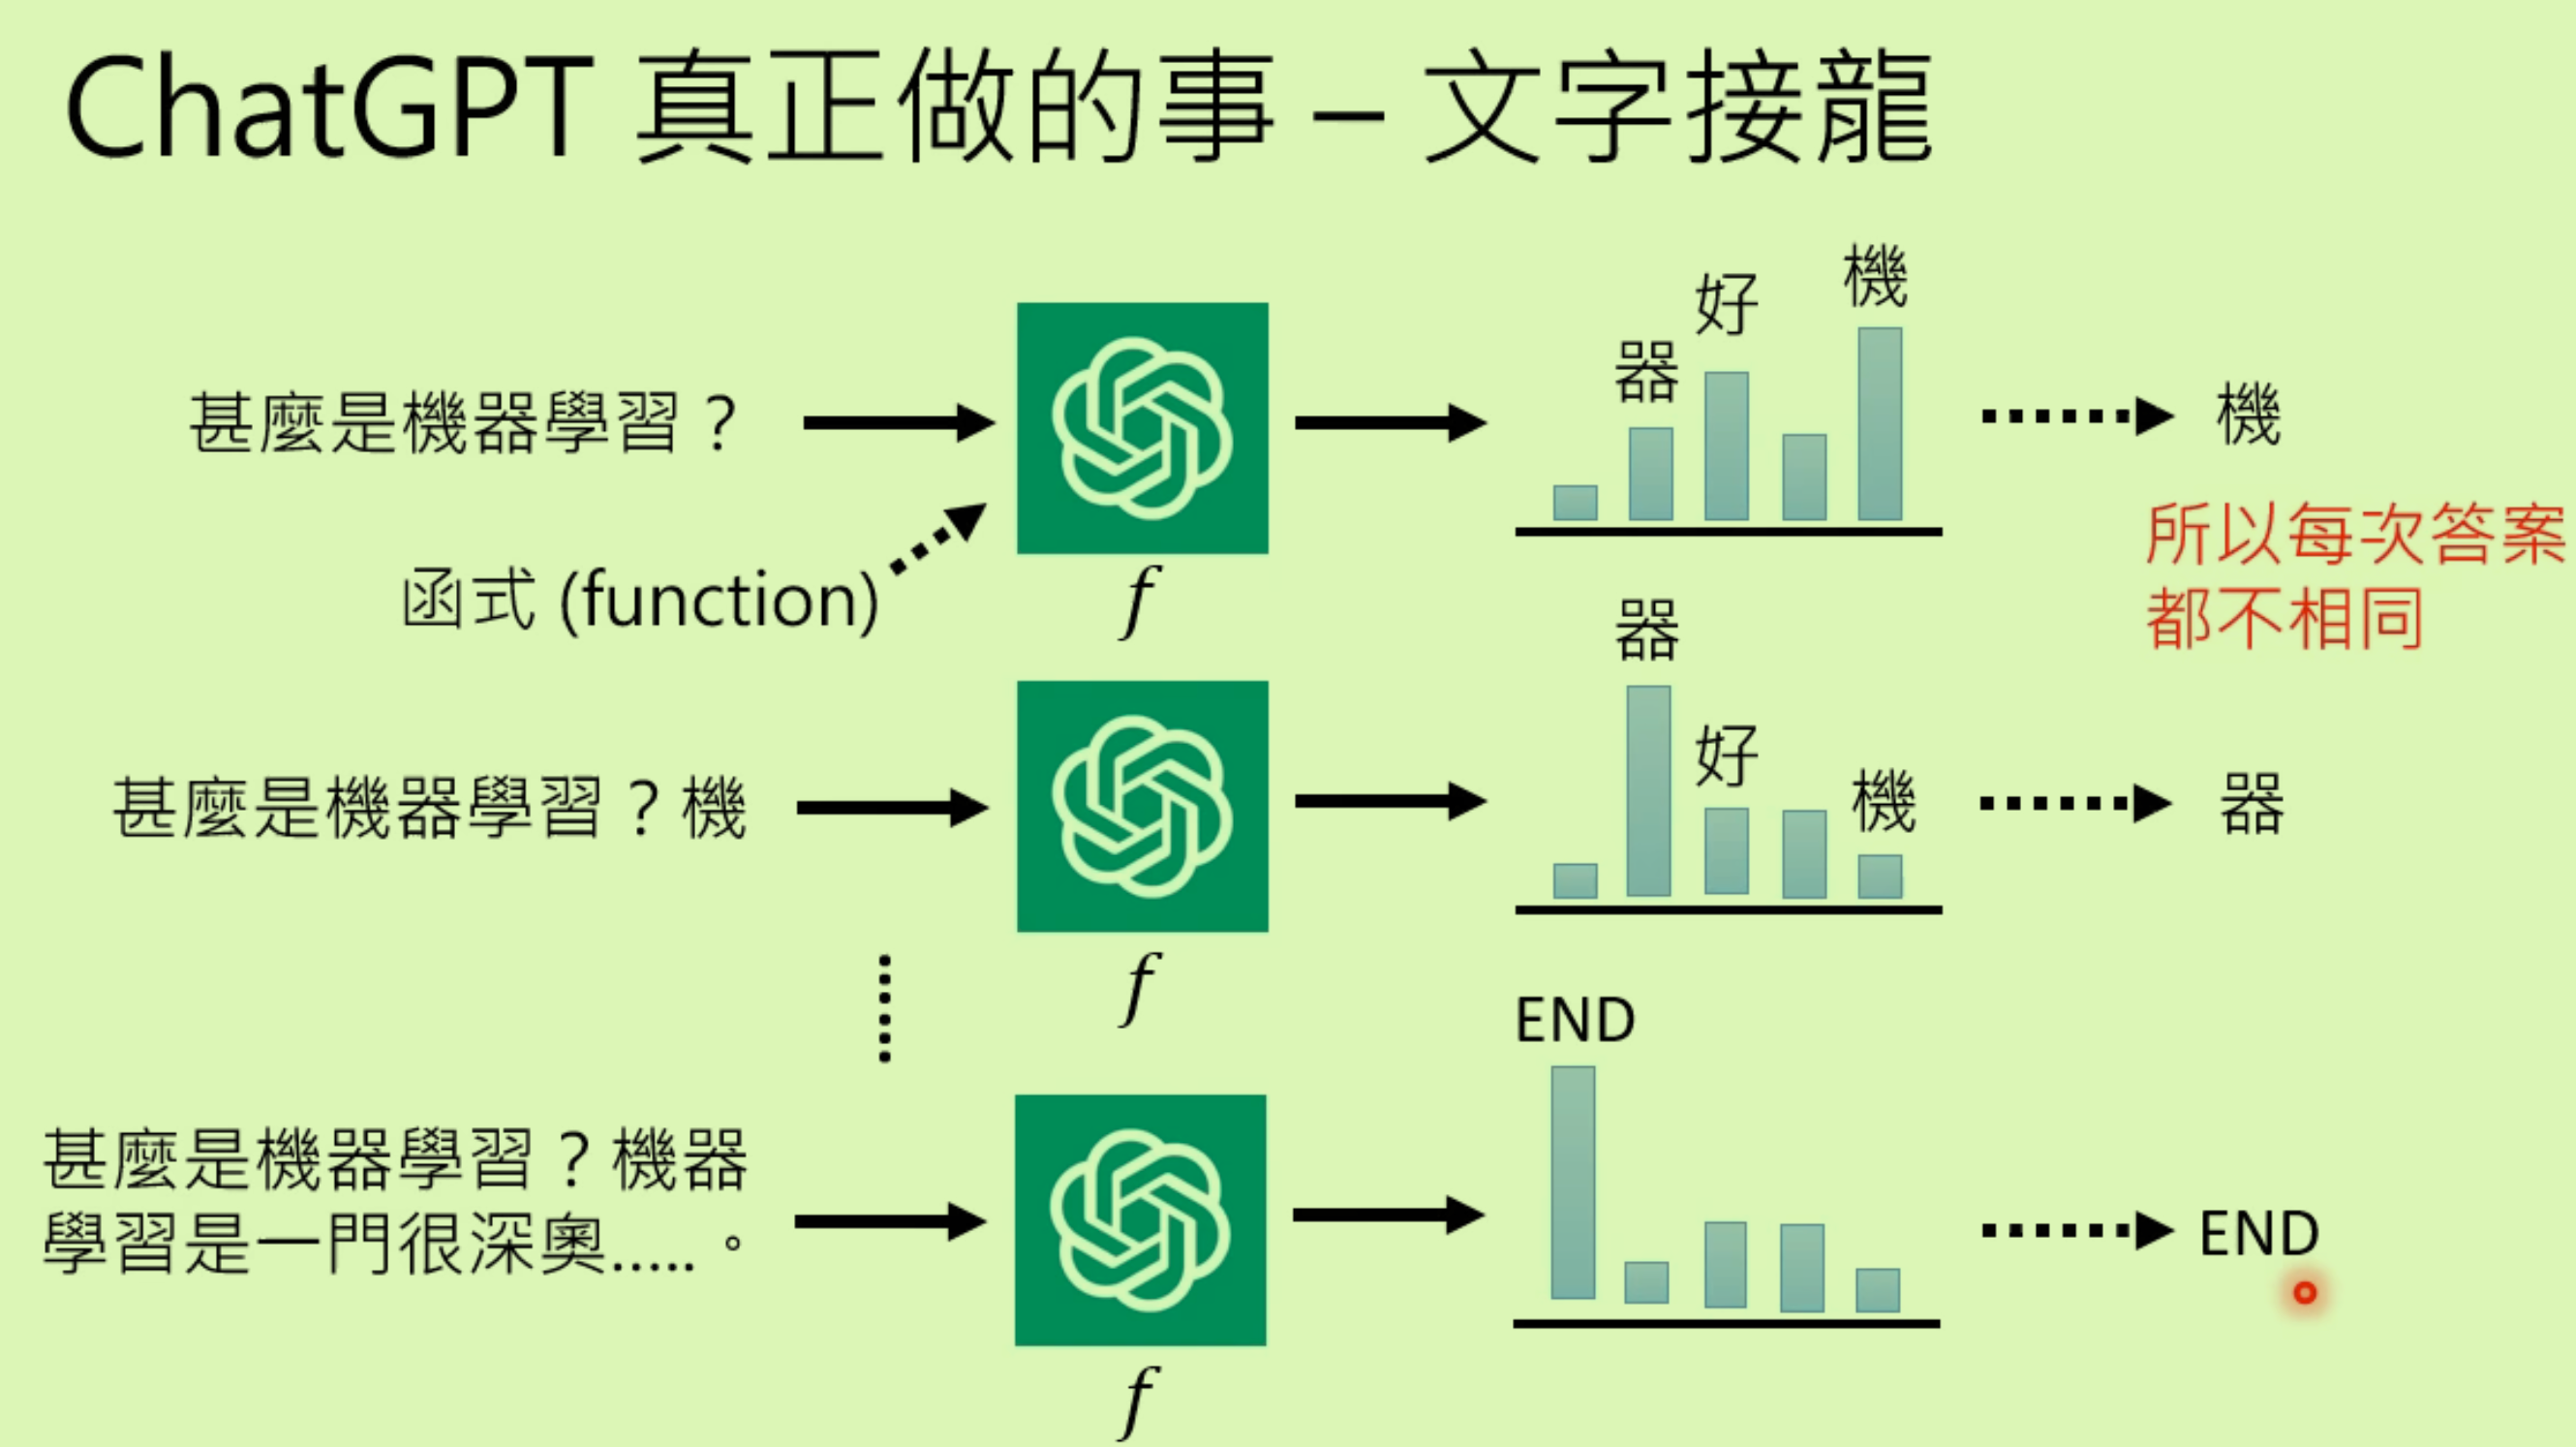 ChatGPT 真正做的事 – 文字接龍
器 好 機
甚麼是機器學習？
機
所以每次答案
都不相同
函式 (function)
f
器 好 機
甚麼是機器學習？機
器
f
END
甚麼是機器學習？機器
學習是一門很深奧.....。
END
f